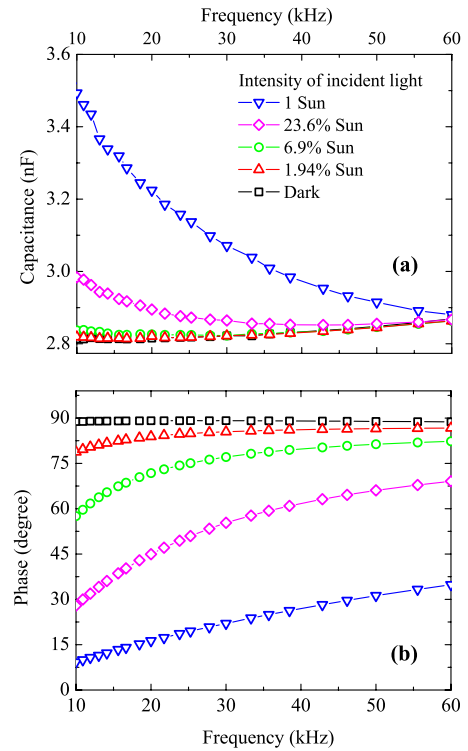 Frequency (kHz)
10 20 30 40 50 60
3.6
3.4
3.2
3.0
2.8
Capacitance (nF)
Intensity of incident light
1 Sun
23.6% Sun
6.9% Sun
1.94% Sun
Dark
(a)
90
75
60
45
30
15
0
Phase (degree)
(b)
10 20 30 40 50 60
Frequency (kHz)